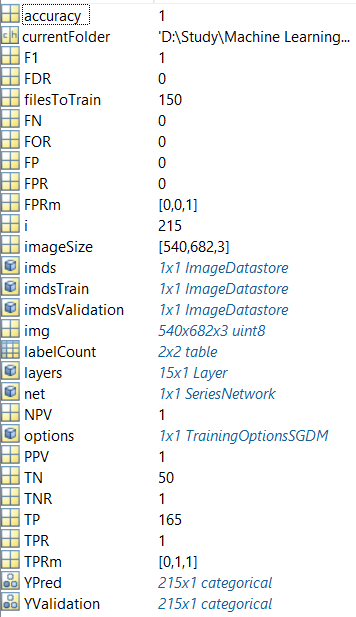 accuracy 1
currentFolder 'D:\Study\Machine Learning...
F1 1
FDR 0
filesToTrain 150
FN 0
FOR 0
FP 0
FPR 0
FPRm [0,0,1]
i 215
imageSize [540,682,3]
imds 1x1 ImageDatastore
imdsTrain 1x1 ImageDatastore
imdsValidation 1x1 ImageDatastore
img 540x682x3 uint8
labelCount 2x2 table
layers 15x1 Layer
net 1x1 SeriesNetwork
NPV 1
options 1x1 TrainingOptionsSGDM
PPV 1
TN 50
TNR 1
TP 165
TPR 1
TPRm [0,1,1]
YPred 215x1 categorical
YValidation 215x1 categorical